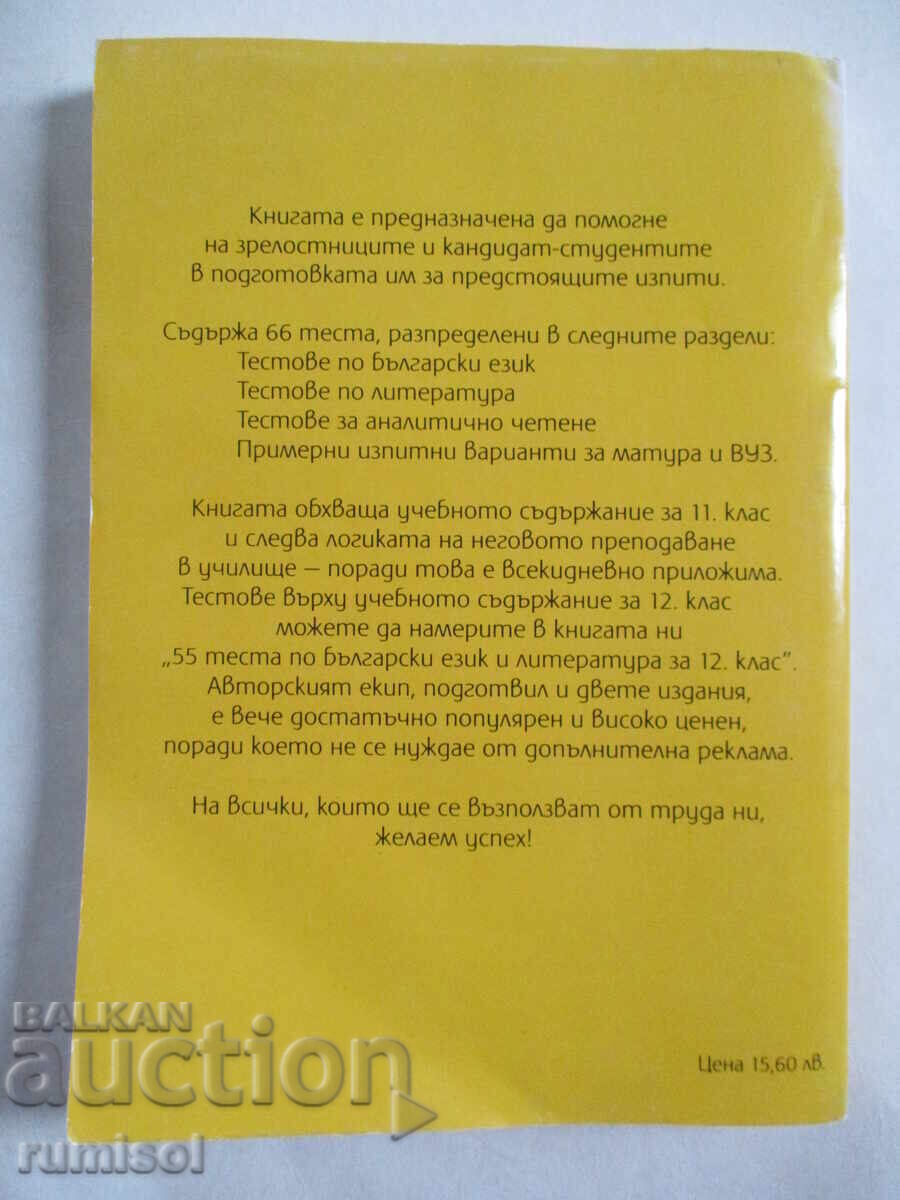 Книгата е предназначена да помогне
на зрелостниците и кандидат-студентите
в подготовката им за предстоящите изпити.
Съдържа 66 теста, разпределени в следните раздели:
Тестове по български език
Тестове по литература
Тестове за аналитично четене
Примерни изпитни варианти за матура и ВУЗ.
Книгата обхваща учебното съдържание за 11. клас
и следва логиката на неговото преподаване
в училище – поради това е всекидневно приложима.
Тестове върху учебното съдържание за 12. клас
можете да намерите в книгата ни
„55 теста по български език и литература за 12. клас".
Авторският екип, подготвил и двете издания,
е вече достатъчно популярен и високо ценен,
поради което не се нуждае от допълнителна реклама.
На всички, които ще се възползват от труда ни,
желаем успех!
Цена 15,60 лв.
BALKAN
auction
rumisol